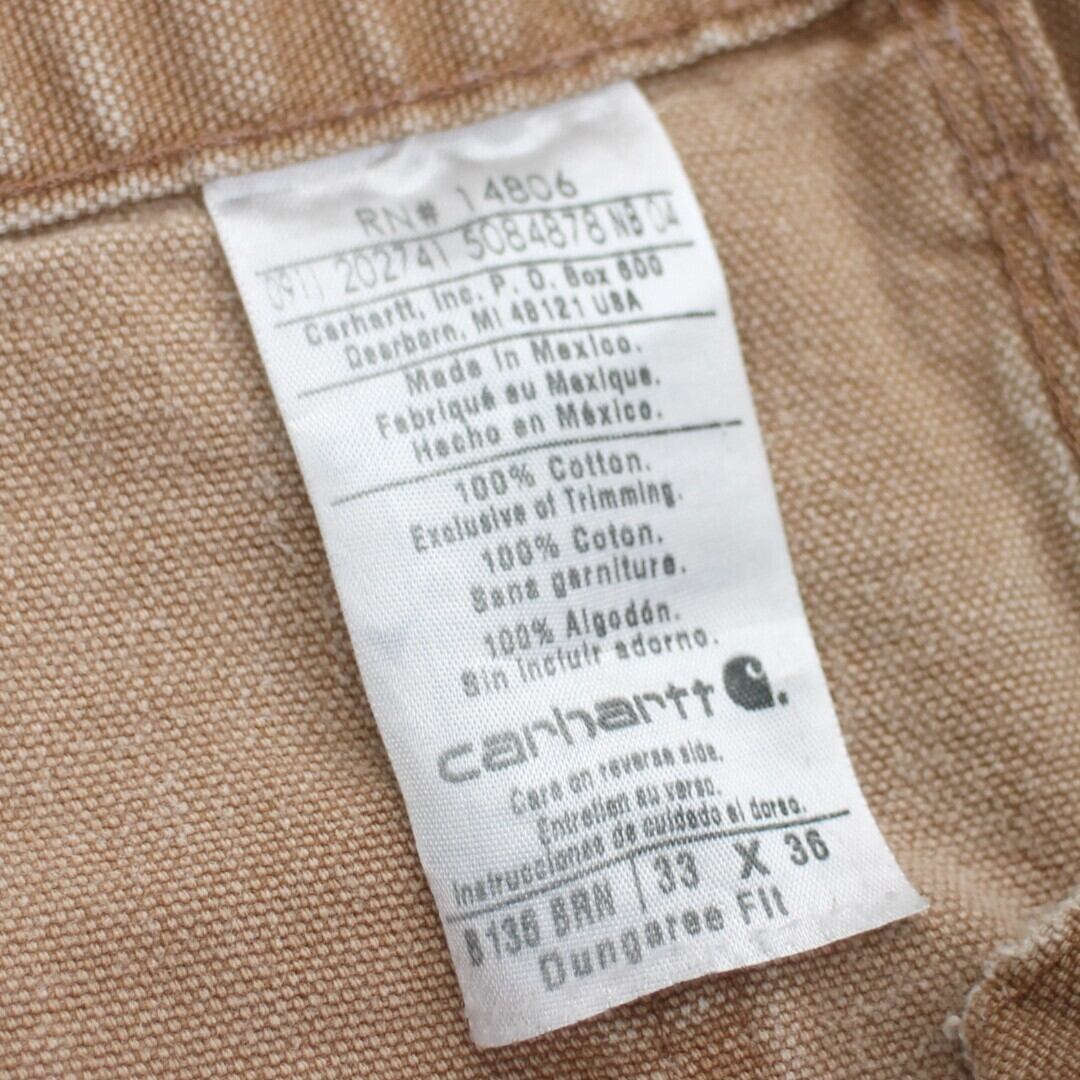 RN# 14806
0911 202741 5084878 NB 04
Carhartt, Inc. P. O. Box 600
Dearborn, MI 48121 USA
Made in Mexico.
Fabriqué au Mexique.
Hecho en México.
100% Cotton.
Exclusive of Trimming.
100% Coton.
Sans garniture.
100% Algodón.
Sin incluir adorno.
carhartt
Care on reverse side.
Entretien au verso.
Instrucciones de cuidado al dorso.
B136 BRN 33 X 36
Dungaree Fit